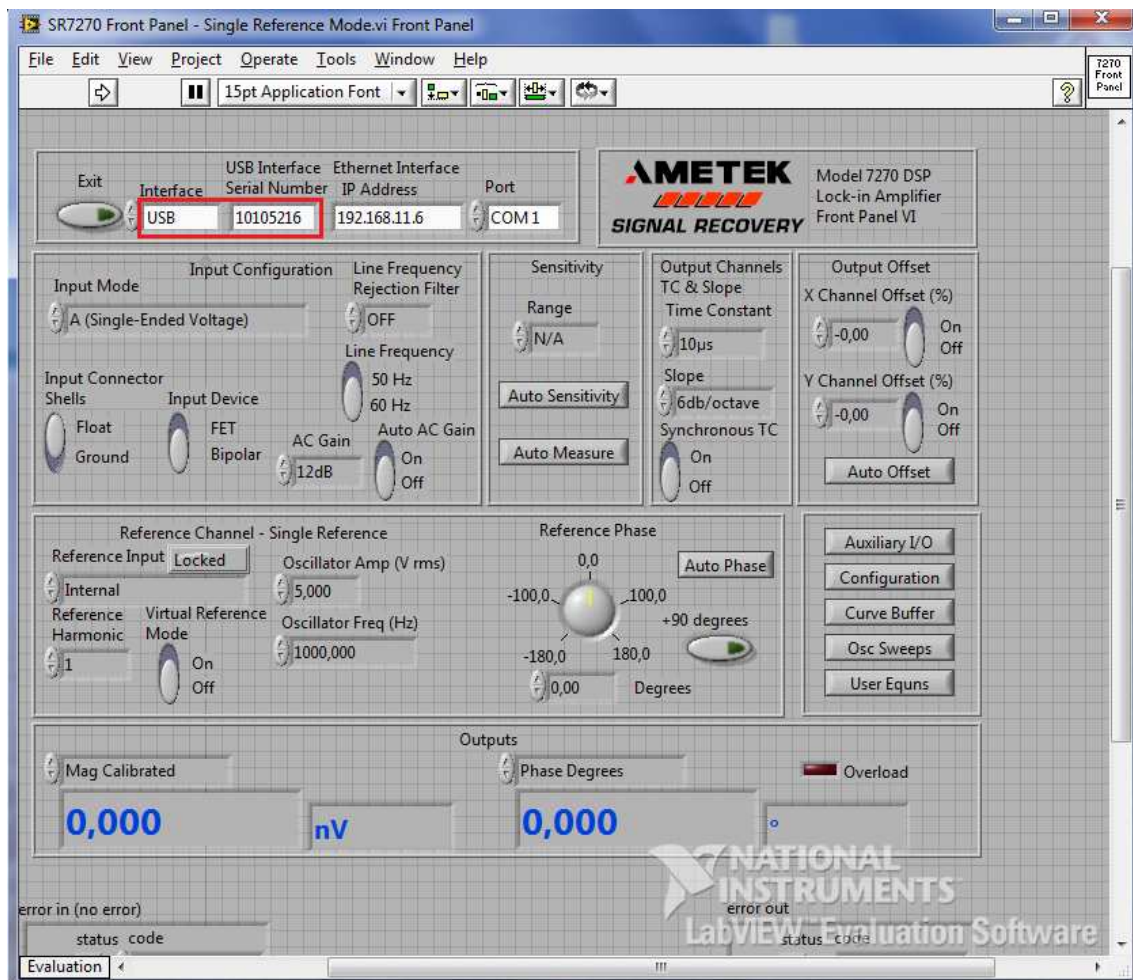 SR7270 Front Panel - Single Reference Mode.vi Front Panel
File Edit View Project Operate Tools Window Help
15pt Application Font
7270
Front
Panel
Exit
Interface
USB
USB Interface
Serial Number
10105216
Ethernet Interface
IP Address
192.168.11.6
Port
COM 1
AMETEK
SIGNAL RECOVERY
Model 7270 DSP
Lock-in Amplifier
Front Panel VI
Input Configuration
Input Mode
A (Single-Ended Voltage)
Line Frequency
Rejection Filter
OFF
Line Frequency
50 Hz
60 Hz
Input Connector
Shells
Float
Ground
Input Device
FET
Bipolar
AC Gain
12dB
Auto AC Gain
On
Off
Sensitivity
Range
N/A
Auto Sensitivity
Auto Measure
Output Channels
TC & Slope
Time Constant
10µs
Slope
6db/octave
Synchronous TC
On
Off
Output Offset
X Channel Offset (%)
-0,00
On
Off
Y Channel Offset (%)
-0,00
On
Off
Auto Offset
Reference Channel - Single Reference
Reference Input
Locked
Internal
Oscillator Amp (V rms)
5,000
Reference
Harmonic
1
Virtual Reference
Mode
On
Off
Oscillator Freq (Hz)
1000,000
Reference Phase
0,0
-100,0
100,0
-180,0
180,0
0,00
Degrees
Auto Phase
+90 degrees
Auxiliary I/O
Configuration
Curve Buffer
Osc Sweeps
User Equns
Outputs
Mag Calibrated
0,000
nV
Phase Degrees
0,000
°
Overload
NATIONAL
INSTRUMENTS
LabVIEW™ Evaluation Software
error in (no error)
status code
error out
status code
Evaluation